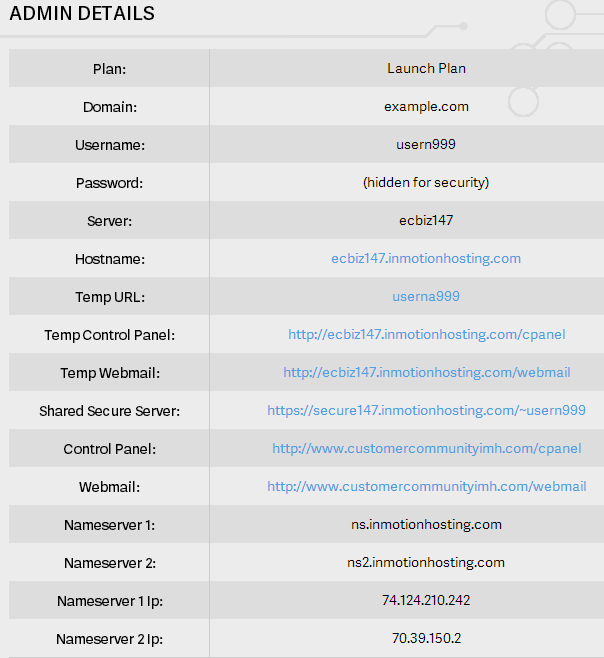 ADMIN DETAILS
Plan: Launch Plan
Domain: example.com
Username: usern999
Password: (hidden for security)
Server: ecbiz147
Hostname: ecbiz147.inmotionhosting.com
Temp URL: userna999
Temp Control Panel: http://ecbiz147.inmotionhosting.com/cpanel
Temp Webmail: http://ecbiz147.inmotionhosting.com/webmail
Shared Secure Server: https://secure147.inmotionhosting.com/~usern999
Control Panel: http://www.customercommunityimh.com/cpanel
Webmail: http://www.customercommunityimh.com/webmail
Nameserver 1: ns.inmotionhosting.com
Nameserver 2: ns2.inmotionhosting.com
Nameserver 1 Ip: 74.124.210.242
Nameserver 2 Ip: 70.39.150.2